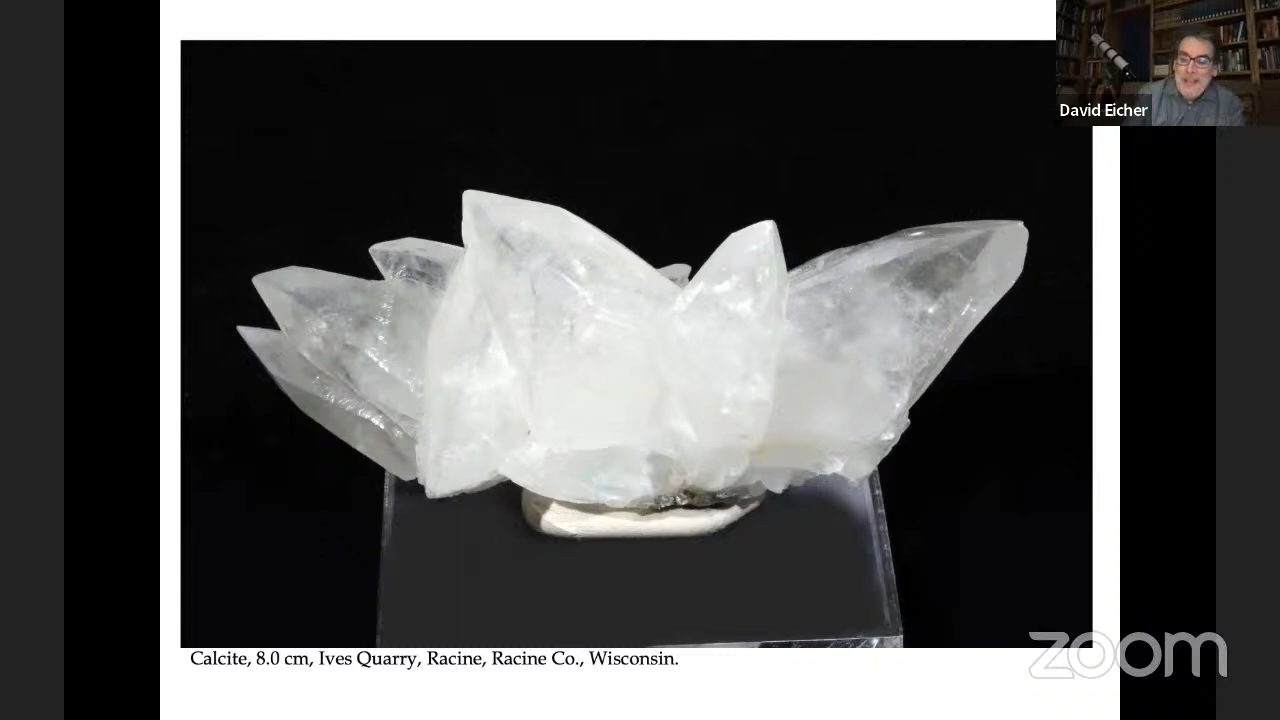 David Eicher
Calcite, 8.0 cm, Ives Quarry, Racine, Racine Co., Wisconsin.
zoom